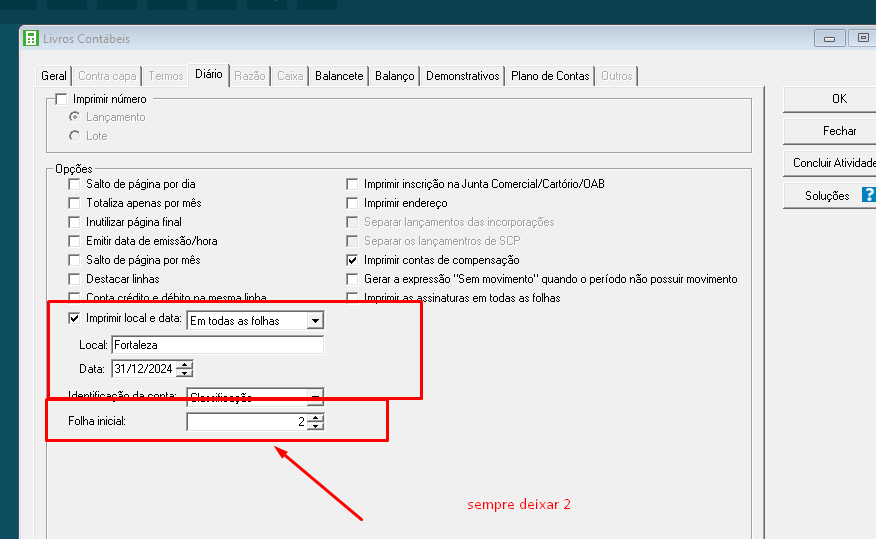 Livros Contábeis
Geral Contra capa Termos Diário Razão Caixa Balancete Balanço Demonstrativos Plano de Contas Outros
Imprimir número
Lançamento
Lote
OK
Fechar
Concluir Atividade
Soluções ?
Opções
Salto de página por dia
Totaliza apenas por mês
Inutilizar página final
Emitir data de emissão/hora
Salto de página por mês
Destacar linhas
Conta crédito e débito na mesma linha
Imprimir inscrição na Junta Comercial/Cartório/OAB
Imprimir endereço
Separar lançamentos das incorporações
Separar os lançamentros de SCP
Imprimir contas de compensação
Gerar a expressão "Sem movimento" quando o período não possuir movimento
Imprimir as assinaturas em todas as folhas
Imprimir local e data: Em todas as folhas
Local: Fortaleza
Data: 31/12/2024
Identificação da conta: Classificação
Folha inicial: 2
sempre deixar 2